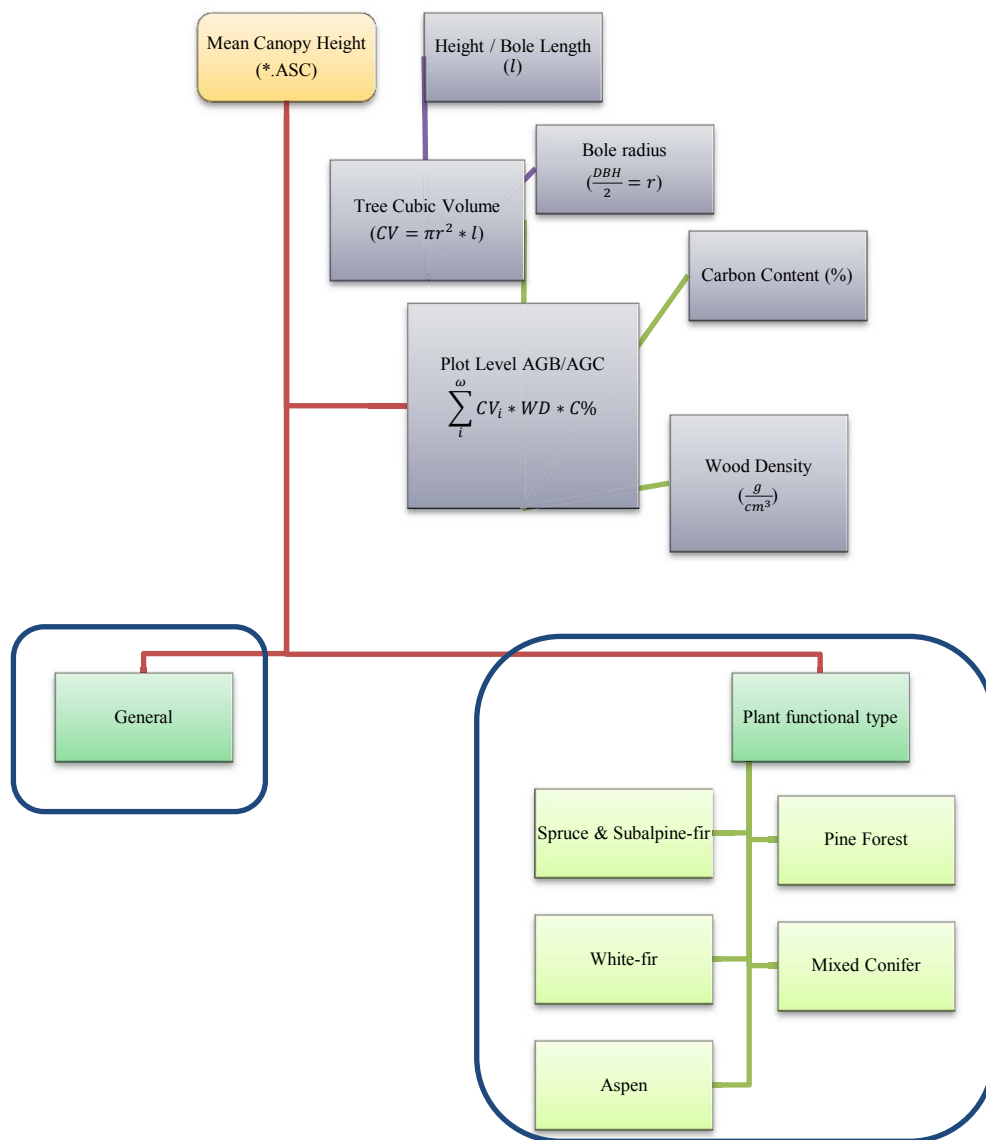 Mean Canopy Height
(*.ASC)
Height / Bole Length
(l)
Bole radius
(DBH/2 = r)
Tree Cubic Volume
(CV = πr² * l)
Carbon Content (%)
Plot Level AGB/AGC
∑_i^ω CV_i * WD * C%
Wood Density
(g/cm³)
General
Plant functional type
Spruce & Subalpine-fir
Pine Forest
White-fir
Mixed Conifer
Aspen